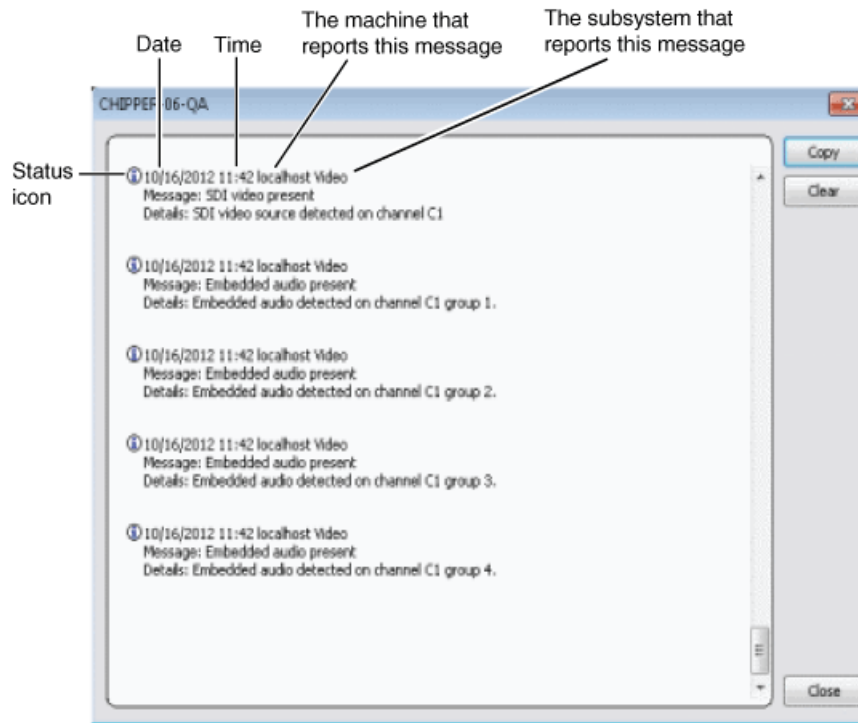 Date
Time
The machine that
reports this message
The subsystem that
reports this message
CHIPPER-06-QA
Status
icon
10/16/2012 11:42 localhost Video
Message: SDI video present
Details: SDI video source detected on channel C1
10/16/2012 11:42 localhost Video
Message: Embedded audio present
Details: Embedded audio detected on channel C1 group 1.
10/16/2012 11:42 localhost Video
Message: Embedded audio present
Details: Embedded audio detected on channel C1 group 2.
10/16/2012 11:42 localhost Video
Message: Embedded audio present
Details: Embedded audio detected on channel C1 group 3.
10/16/2012 11:42 localhost Video
Message: Embedded audio present
Details: Embedded audio detected on channel C1 group 4.
Copy
Clear
Close